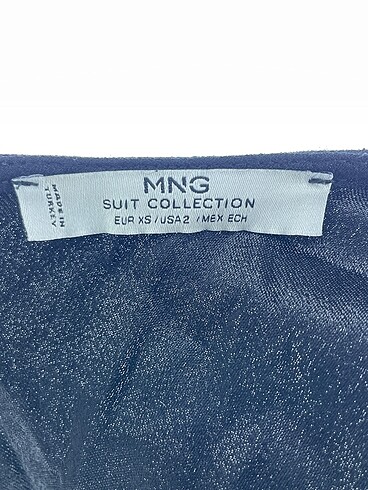 MNG
SUIT COLLECTION
EUR XS / USA 2 / MEX ECH
MADE IN
TURKEY